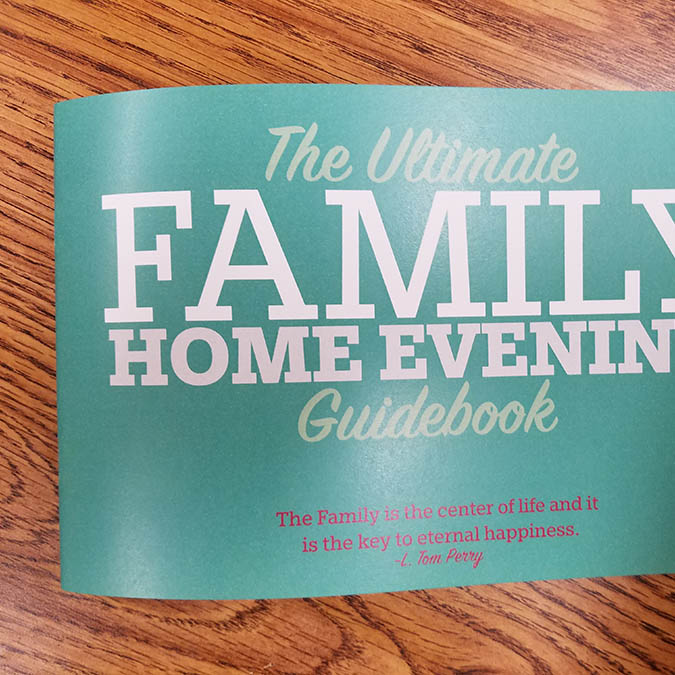 The Ultimate
FAMILY
HOME EVENIN
Guidebook
The Family is the center of life and it
is the key to eternal happiness.
-L. Tom Perry